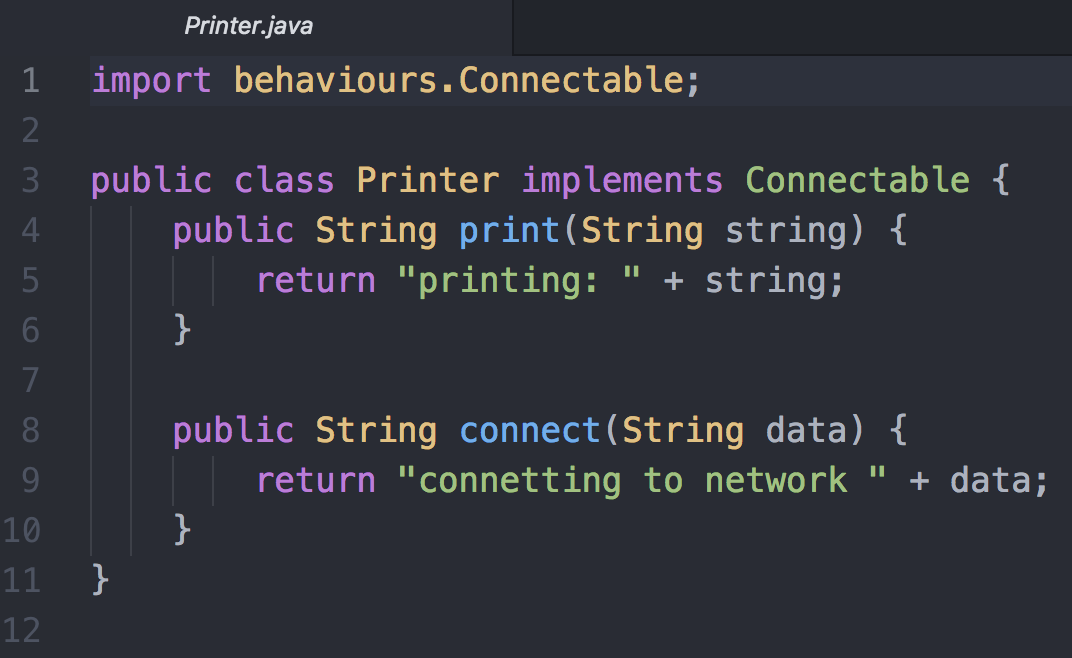 Printer.java
1 import behaviours.Connectable;
2
3 public class Printer implements Connectable {
4     public String print(String string) {
5         return "printing: " + string;
6     }
7
8     public String connect(String data) {
9         return "connetting to network " + data;
10     }
11 }
12